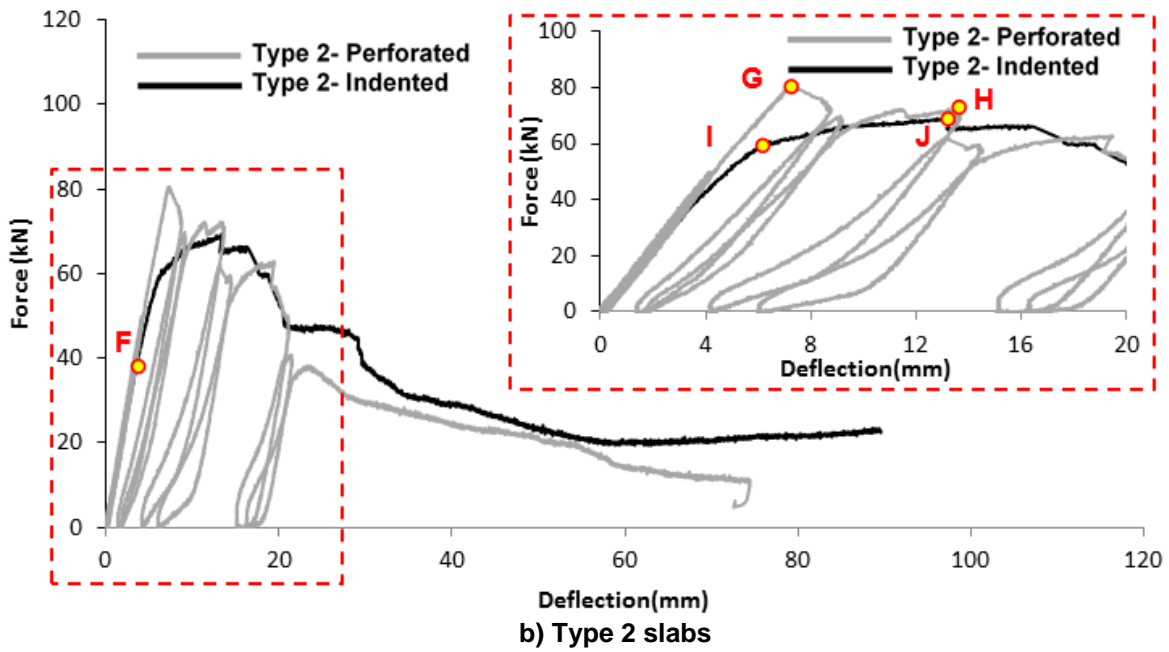 120
100
80
60
40
20
0
Force (kN)
Type 2- Perforated
Type 2- Indented
F
0
20
40
60
80
100
120
Deflection(mm)
100
80
60
40
20
0
Force (kN)
Type 2- Perforated
Type 2- Indented
G
H
I
J
0
4
8
12
16
20
Deflection(mm)
b) Type 2 slabs